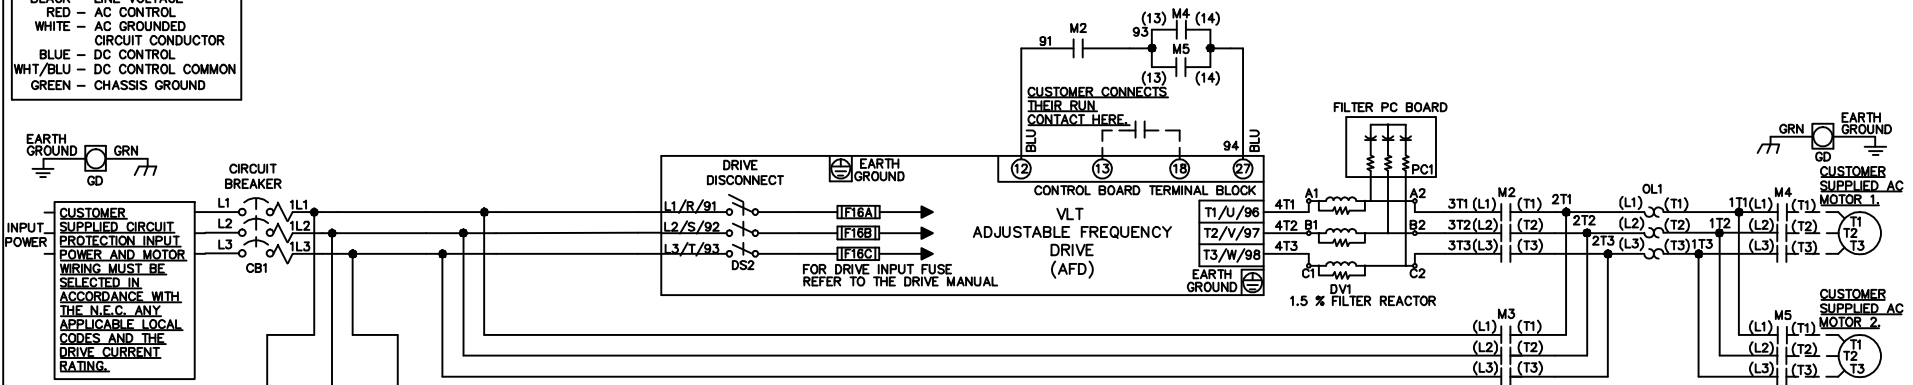 BLACK – LINE VOLTAGE
RED – AC CONTROL
WHITE – AC GROUNDED
CIRCUIT CONDUCTOR
BLUE – DC CONTROL
WHT/BLU – DC CONTROL COMMON
GREEN – CHASSIS GROUND
EARTH
GROUND
GRN
GD
INPUT
POWER
CUSTOMER
SUPPLIED CIRCUIT
PROTECTION INPUT
POWER AND MOTOR
WIRING MUST BE
SELECTED IN
ACCORDANCE WITH
THE N.E.C. ANY
APPLICABLE LOCAL
CODES AND THE
DRIVE CURRENT
RATING.
CIRCUIT
BREAKER
L1 1L1
L2 1L2
L3 1L3
CB1
DRIVE
DISCONNECT
L1/R/91
L2/S/92
L3/T/93
DS2
EARTH
GROUND
F16A
F16B
F16C
FOR DRIVE INPUT FUSE
REFER TO THE DRIVE MANUAL
91 M2 93
(13) M4 (14)
M5
(13) (14)
CUSTOMER CONNECTS
THEIR RUN
CONTACT HERE.
BLU
94 BLU
12 13 18 27
CONTROL BOARD TERMINAL BLOCK
VLT
ADJUSTABLE FREQUENCY
DRIVE
(AFD)
T1/U/96
T2/V/97
T3/W/98
EARTH
GROUND
4T1
4T2
4T3
FILTER PC BOARD
PC1
A1 A2
B1 B2
C1 C2
DV1
1.5 % FILTER REACTOR
M2
3T1 (L1) (T1) 2T1
3T2 (L2) (T2) 2T2
3T3 (L3) (T3) 2T3
OL1
(L1) (T1) 1T1
(L2) (T2) 1T2
(L3) (T3) 1T3
M3
(L1) (T1)
(L2) (T2)
(L3) (T3)
GRN
GD
EARTH
GROUND
CUSTOMER
SUPPLIED AC
MOTOR 1.
M4
(L1) (T1)
(L2) (T2)
(L3) (T3)
T1
T2
T3
CUSTOMER
SUPPLIED AC
MOTOR 2.
M5
(L1) (T1)
(L2) (T2)
(L3) (T3)
T1
T2
T3